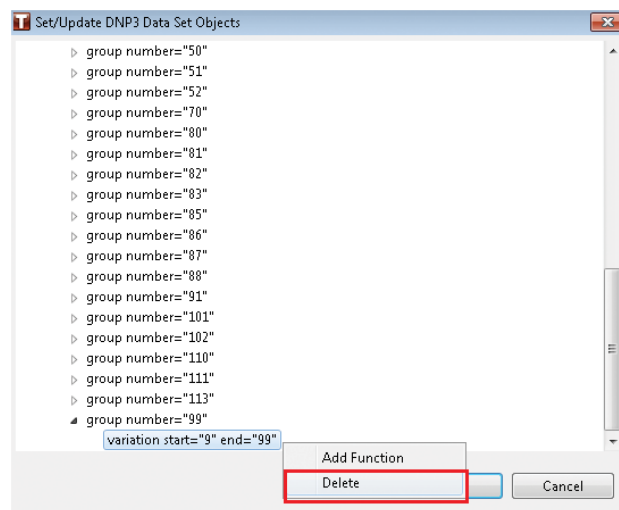 Set/Update DNP3 Data Set Objects
group number="50"
group number="51"
group number="52"
group number="70"
group number="80"
group number="81"
group number="82"
group number="83"
group number="85"
group number="86"
group number="87"
group number="88"
group number="91"
group number="101"
group number="102"
group number="110"
group number="111"
group number="113"
group number="99"
variation start="9" end="99"
Add Function
Delete
Cancel